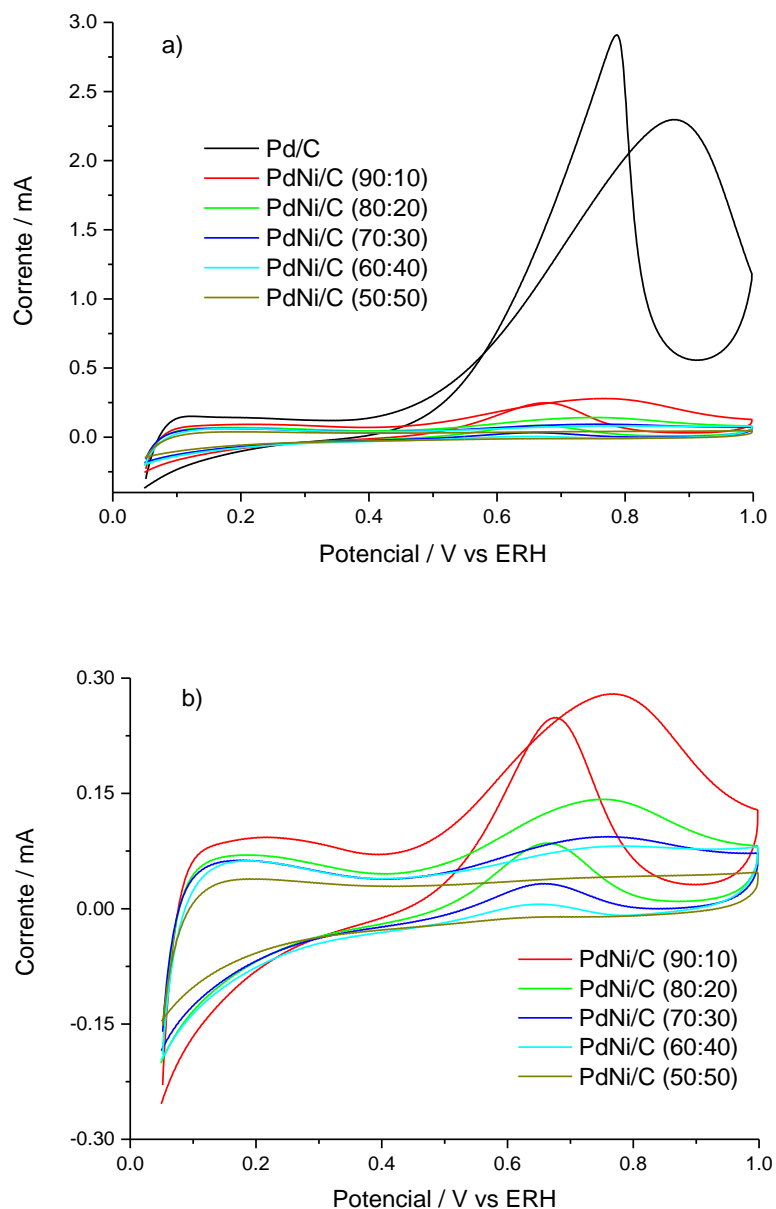 a)
3.0
2.5
2.0
1.5
1.0
0.5
0.0
Corrente / mA
Pd/C
PdNi/C (90:10)
PdNi/C (80:20)
PdNi/C (70:30)
PdNi/C (60:40)
PdNi/C (50:50)
0.0 0.2 0.4 0.6 0.8 1.0
Potencial / V vs ERH
b)
0.30
0.15
0.00
-0.15
-0.30
Corrente / mA
PdNi/C (90:10)
PdNi/C (80:20)
PdNi/C (70:30)
PdNi/C (60:40)
PdNi/C (50:50)
0.0 0.2 0.4 0.6 0.8 1.0
Potencial / V vs ERH